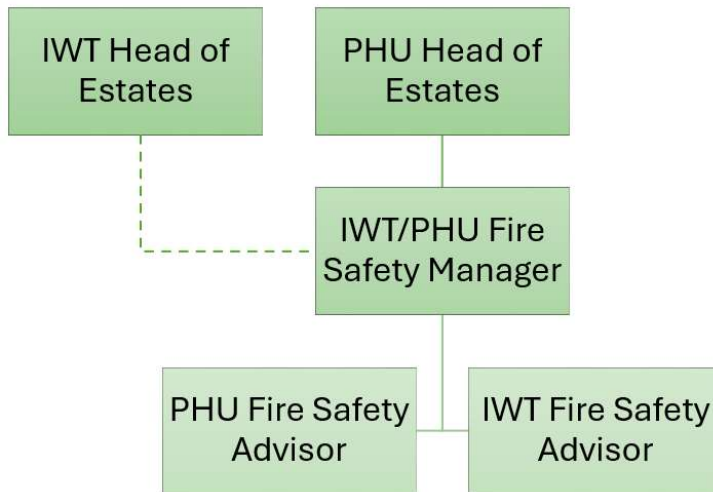 IWT Head of
Estates
PHU Head of
Estates
IWT/PHU Fire
Safety Manager
PHU Fire Safety
Advisor
IWT Fire Safety
Advisor